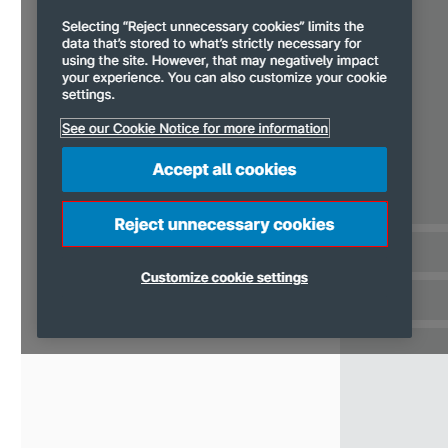 Selecting “Reject unnecessary cookies” limits the
data that’s stored to what’s strictly necessary for
using the site. However, that may negatively impact
your experience. You can also customize your cookie
settings.
See our Cookie Notice for more information
Accept all cookies
Reject unnecessary cookies
Customize cookie settings